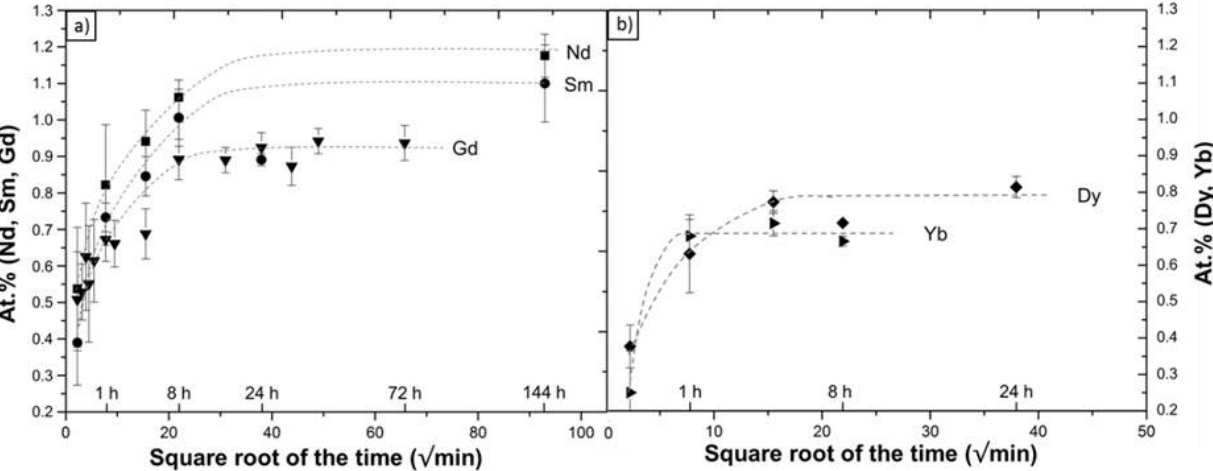 a)
1.3
1.2
1.1
1.0
0.9
0.8
0.7
0.6
0.5
0.4
0.3
0.2
At.% (Nd, Sm, Gd)
Nd
Sm
Gd
1 h
8 h
24 h
72 h
144 h
0
20
40
60
80
100
Square root of the time (√min)
b)
Dy
Yb
1 h
8 h
24 h
0
10
20
30
40
50
Square root of the time (√min)
1.3
1.2
1.1
1.0
0.9
0.8
0.7
0.6
0.5
0.4
0.3
0.2
At.% (Dy, Yb)